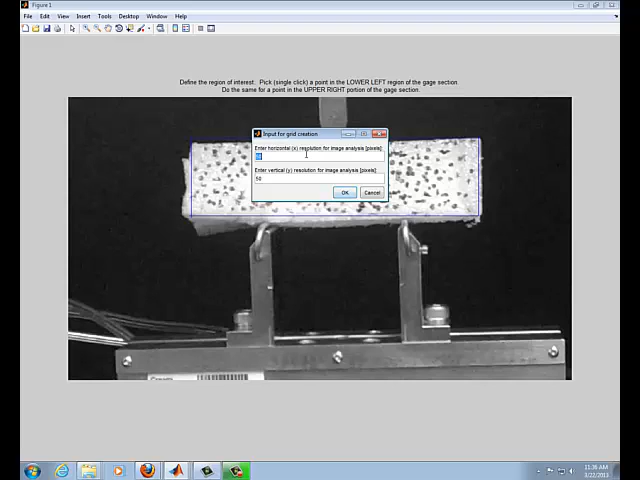 Figure 1
File Edit View Insert Tools Desktop Window Help
Define the region of interest. Pick (single click) a point in the LOWER LEFT region of the gage section.
Do the same for a point in the UPPER RIGHT portion of the gage section.
Input for grid creation
Enter horizontal (x) resolution for image analysis [pixels]:
Enter vertical (y) resolution for image analysis [pixels]:
50
OK Cancel
11:35 AM
3/22/2013